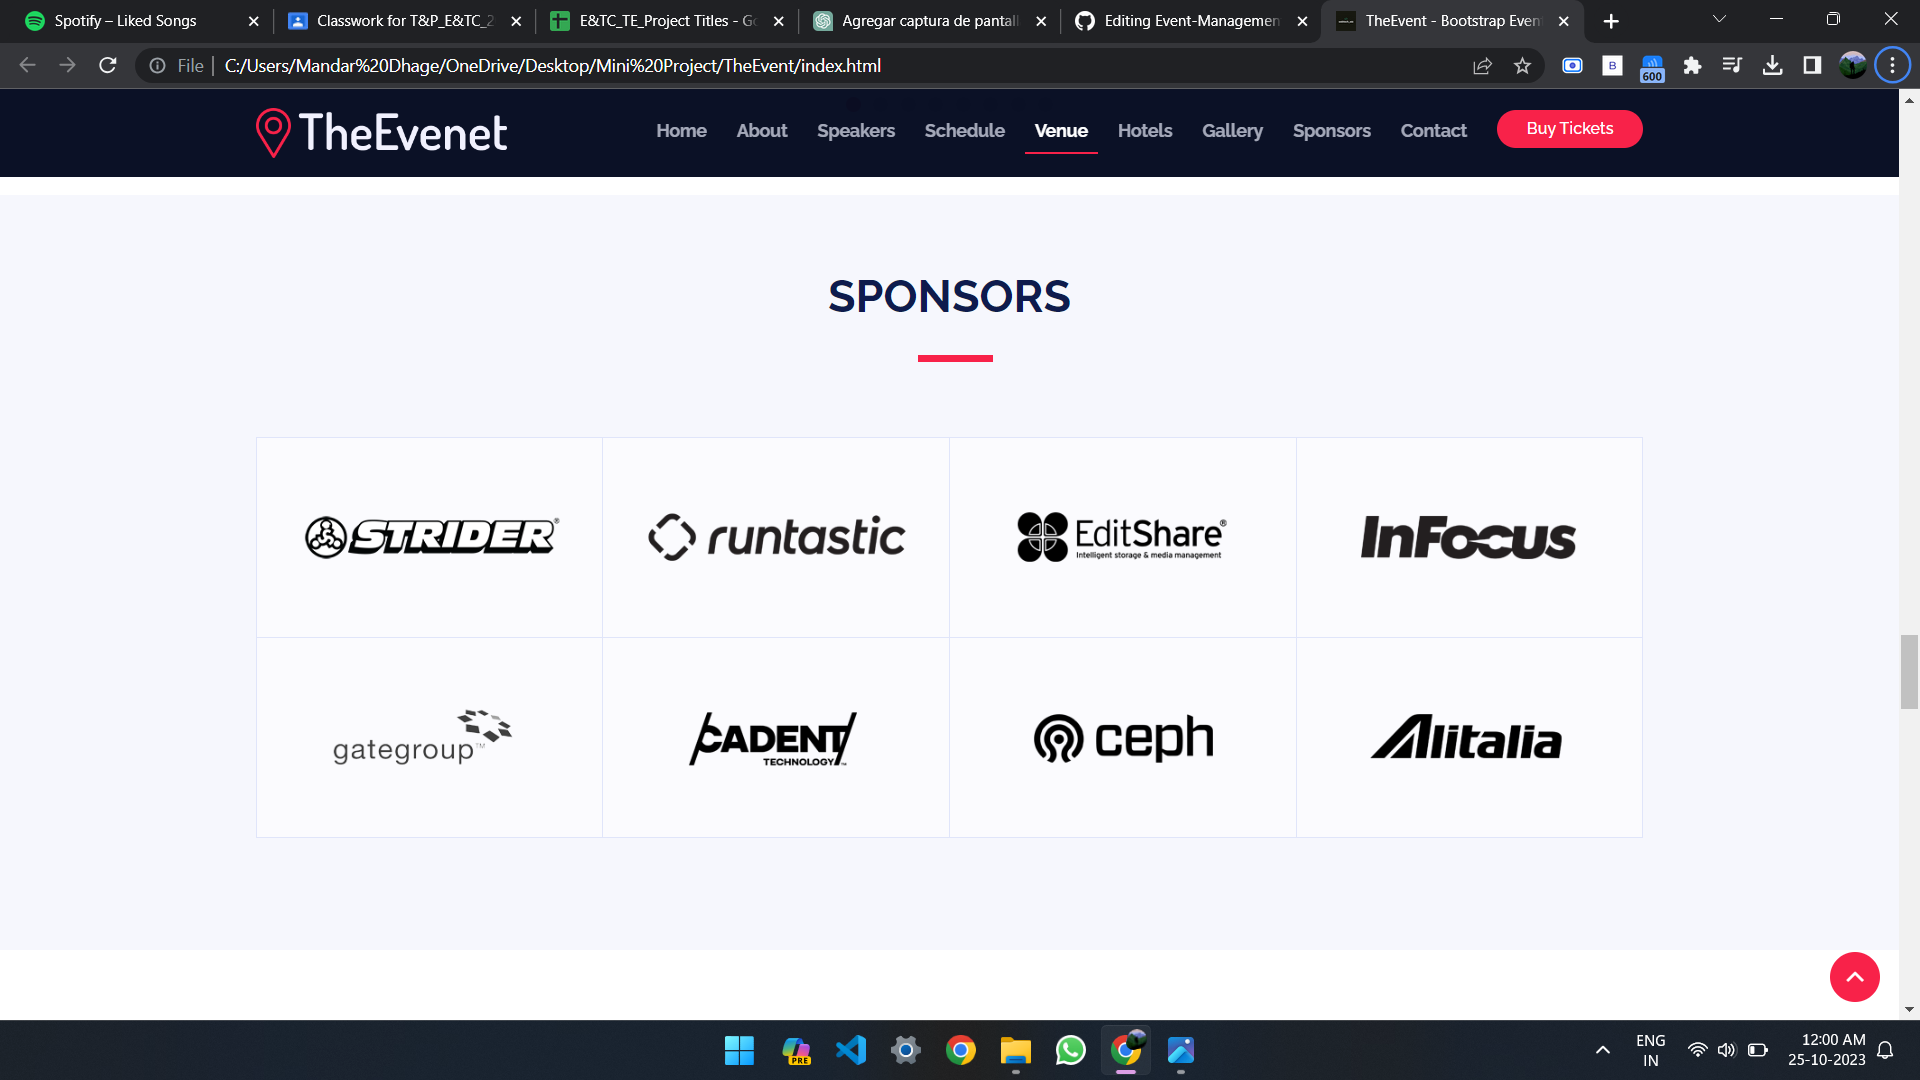 Spotify – Liked Songs
Classwork for T&P_E&TC_2
E&TC_TE_Project Titles - Go
Agregar captura de pantall
Editing Event-Managemen
TheEvent - Bootstrap Even
File
C:/Users/Mandar%20Dhage/OneDrive/Desktop/Mini%20Project/TheEvent/index.html
B
600
TheEvenet
Home About Speakers Schedule Venue Hotels Gallery Sponsors Contact Buy Tickets
SPONSORS
STRIDER®
runtastic
EditShare®
Intelligent storage & media management
InFocus
gategroup™
CADENT
TECHNOLOGY™
ceph
Alitalia
PRE
ENG
IN
12:00 AM
25-10-2023